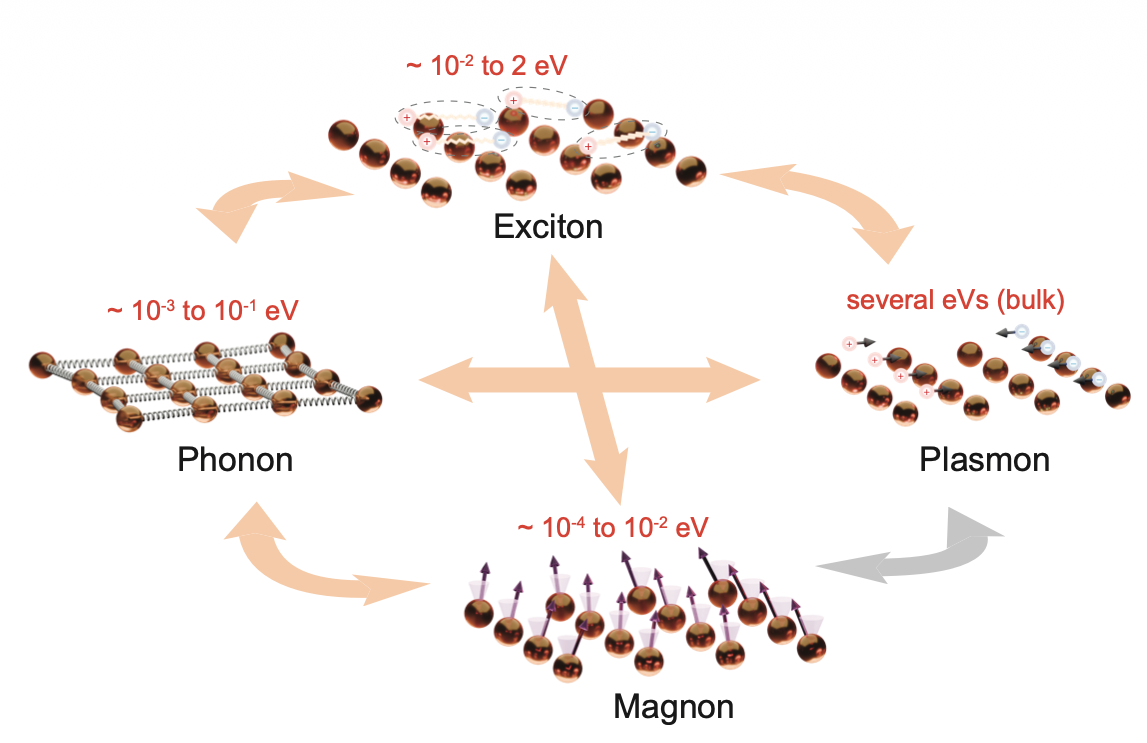 ~ 10⁻² to 2 eV
Exciton
~ 10⁻³ to 10⁻¹ eV
several eVs (bulk)
Phonon
Plasmon
~ 10⁻⁴ to 10⁻² eV
Magnon